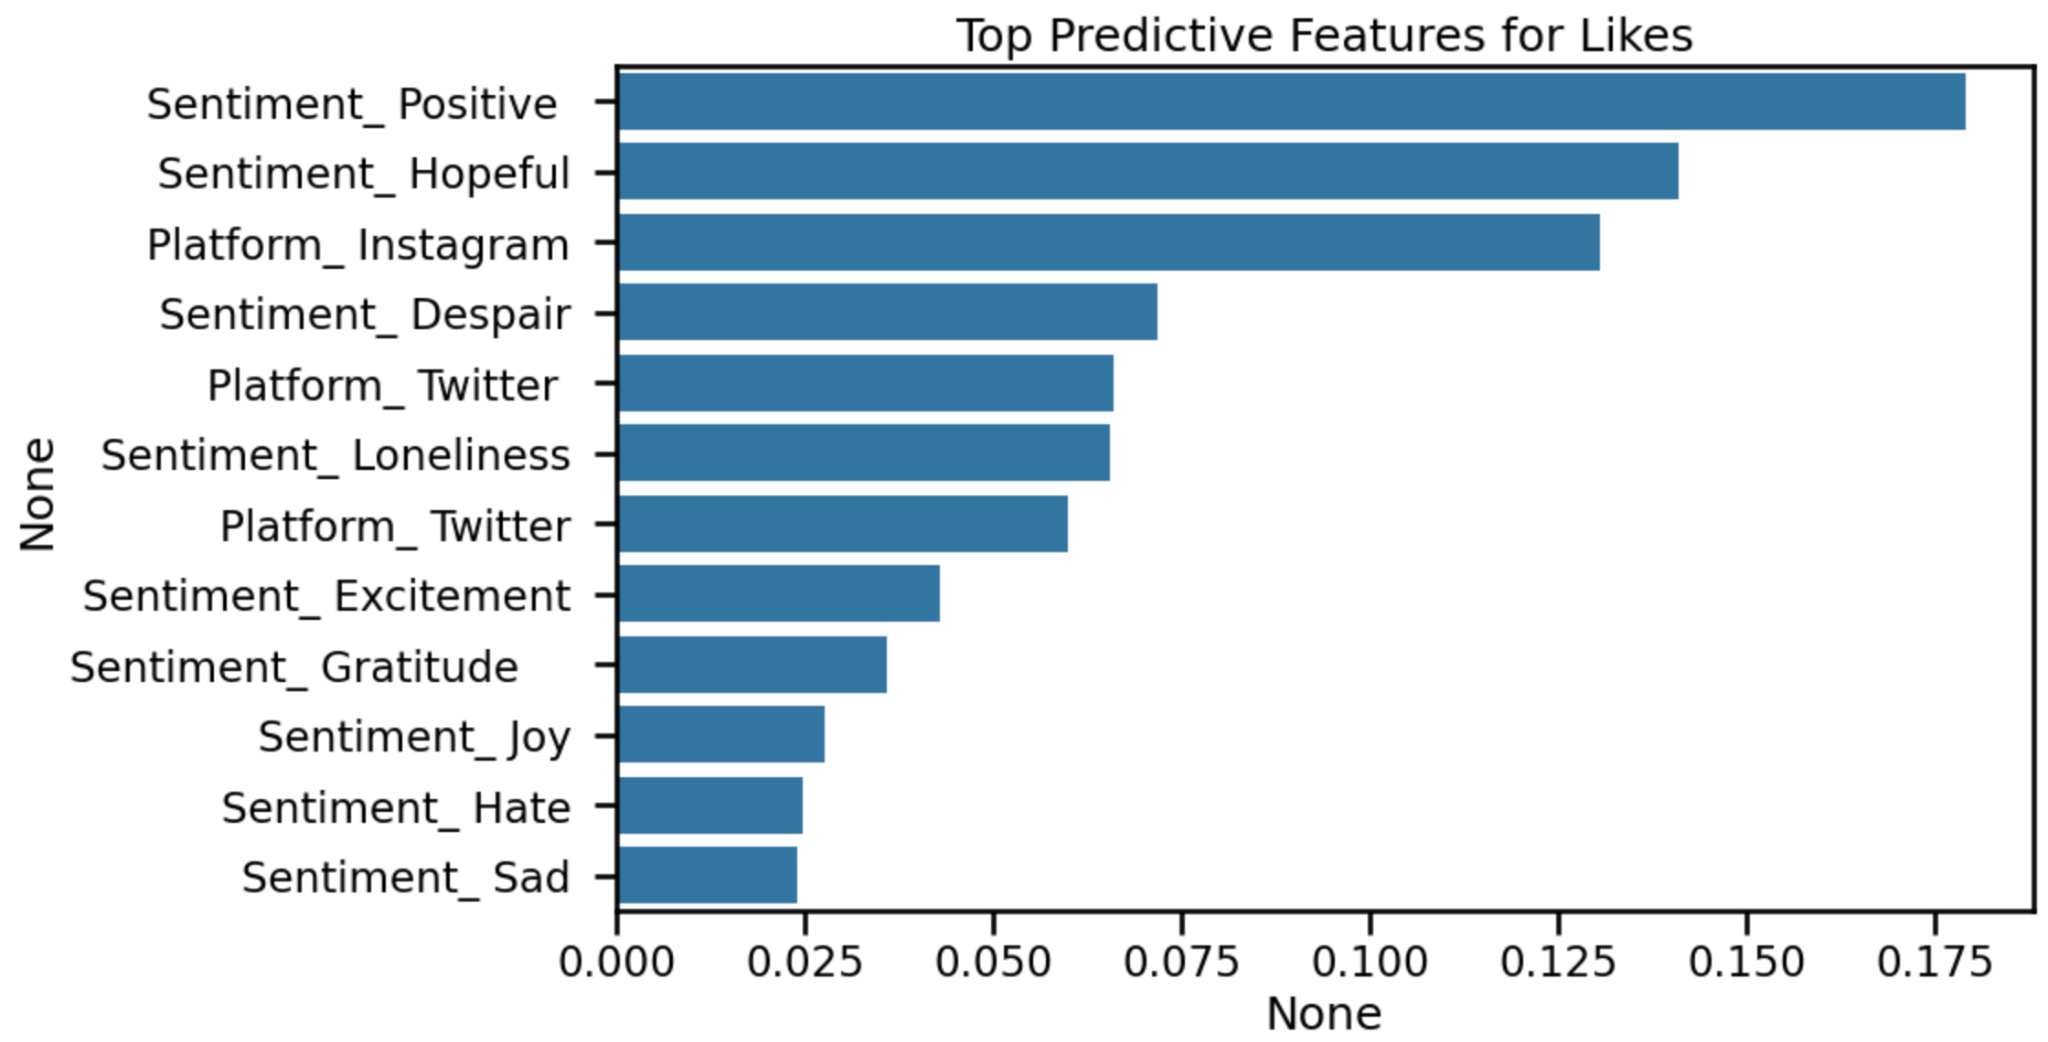 Top Predictive Features for Likes
Sentiment_ Positive
Sentiment_ Hopeful
Platform_ Instagram
Sentiment_ Despair
Platform_ Twitter
Sentiment_ Loneliness
Platform_ Twitter
Sentiment_ Excitement
Sentiment_ Gratitude
Sentiment_ Joy
Sentiment_ Hate
Sentiment_ Sad
None
0.000 0.025 0.050 0.075 0.100 0.125 0.150 0.175
None